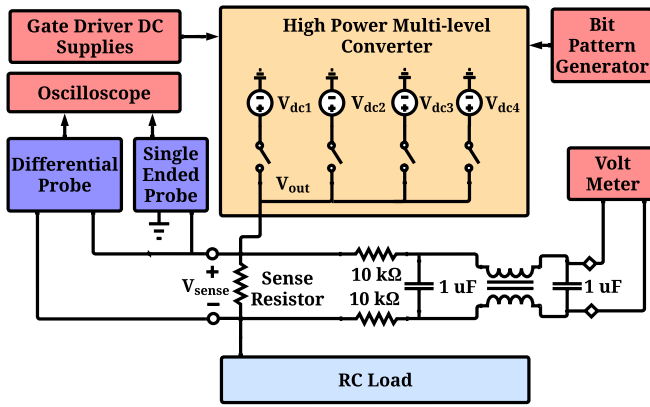 Gate Driver DC
Supplies
High Power Multi-level
Converter
Bit
Pattern
Generator
Oscilloscope
Vdc1
Vdc2
Vdc3
Vdc4
Differential
Probe
Single
Ended
Probe
Volt
Meter
Vout
+
Vsense
−
Sense
Resistor
10 kΩ
10 kΩ
1 uF
1 uF
RC Load